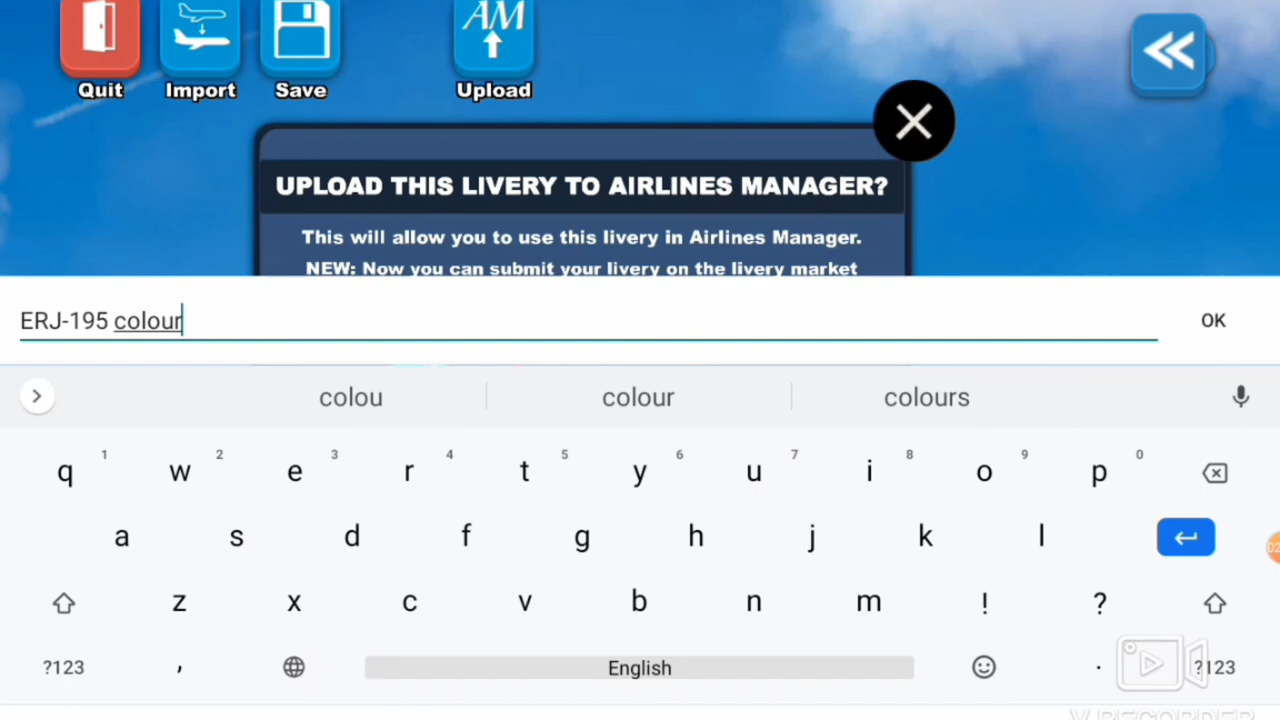 AM
Quit Import Save Upload
UPLOAD THIS LIVERY TO AIRLINES MANAGER?
This will allow you to use this livery in Airlines Manager.
NEW: Now you can submit your livery on the livery market
ERJ-195 colour
OK
colou colour colours
1 2 3 4 5 6 7 8 9 0
q w e r t y u i o p
a s d f g h j k l
02
z x c v b n m ! ?
?123 , English . ?123
V RECORDER